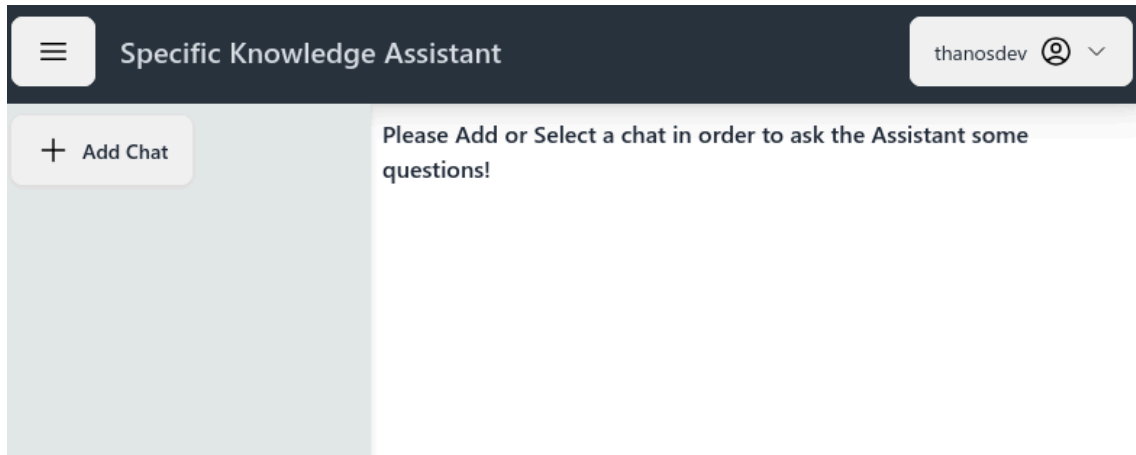 Specific Knowledge Assistant
thanosdev
Add Chat
Please Add or Select a chat in order to ask the Assistant some
questions!